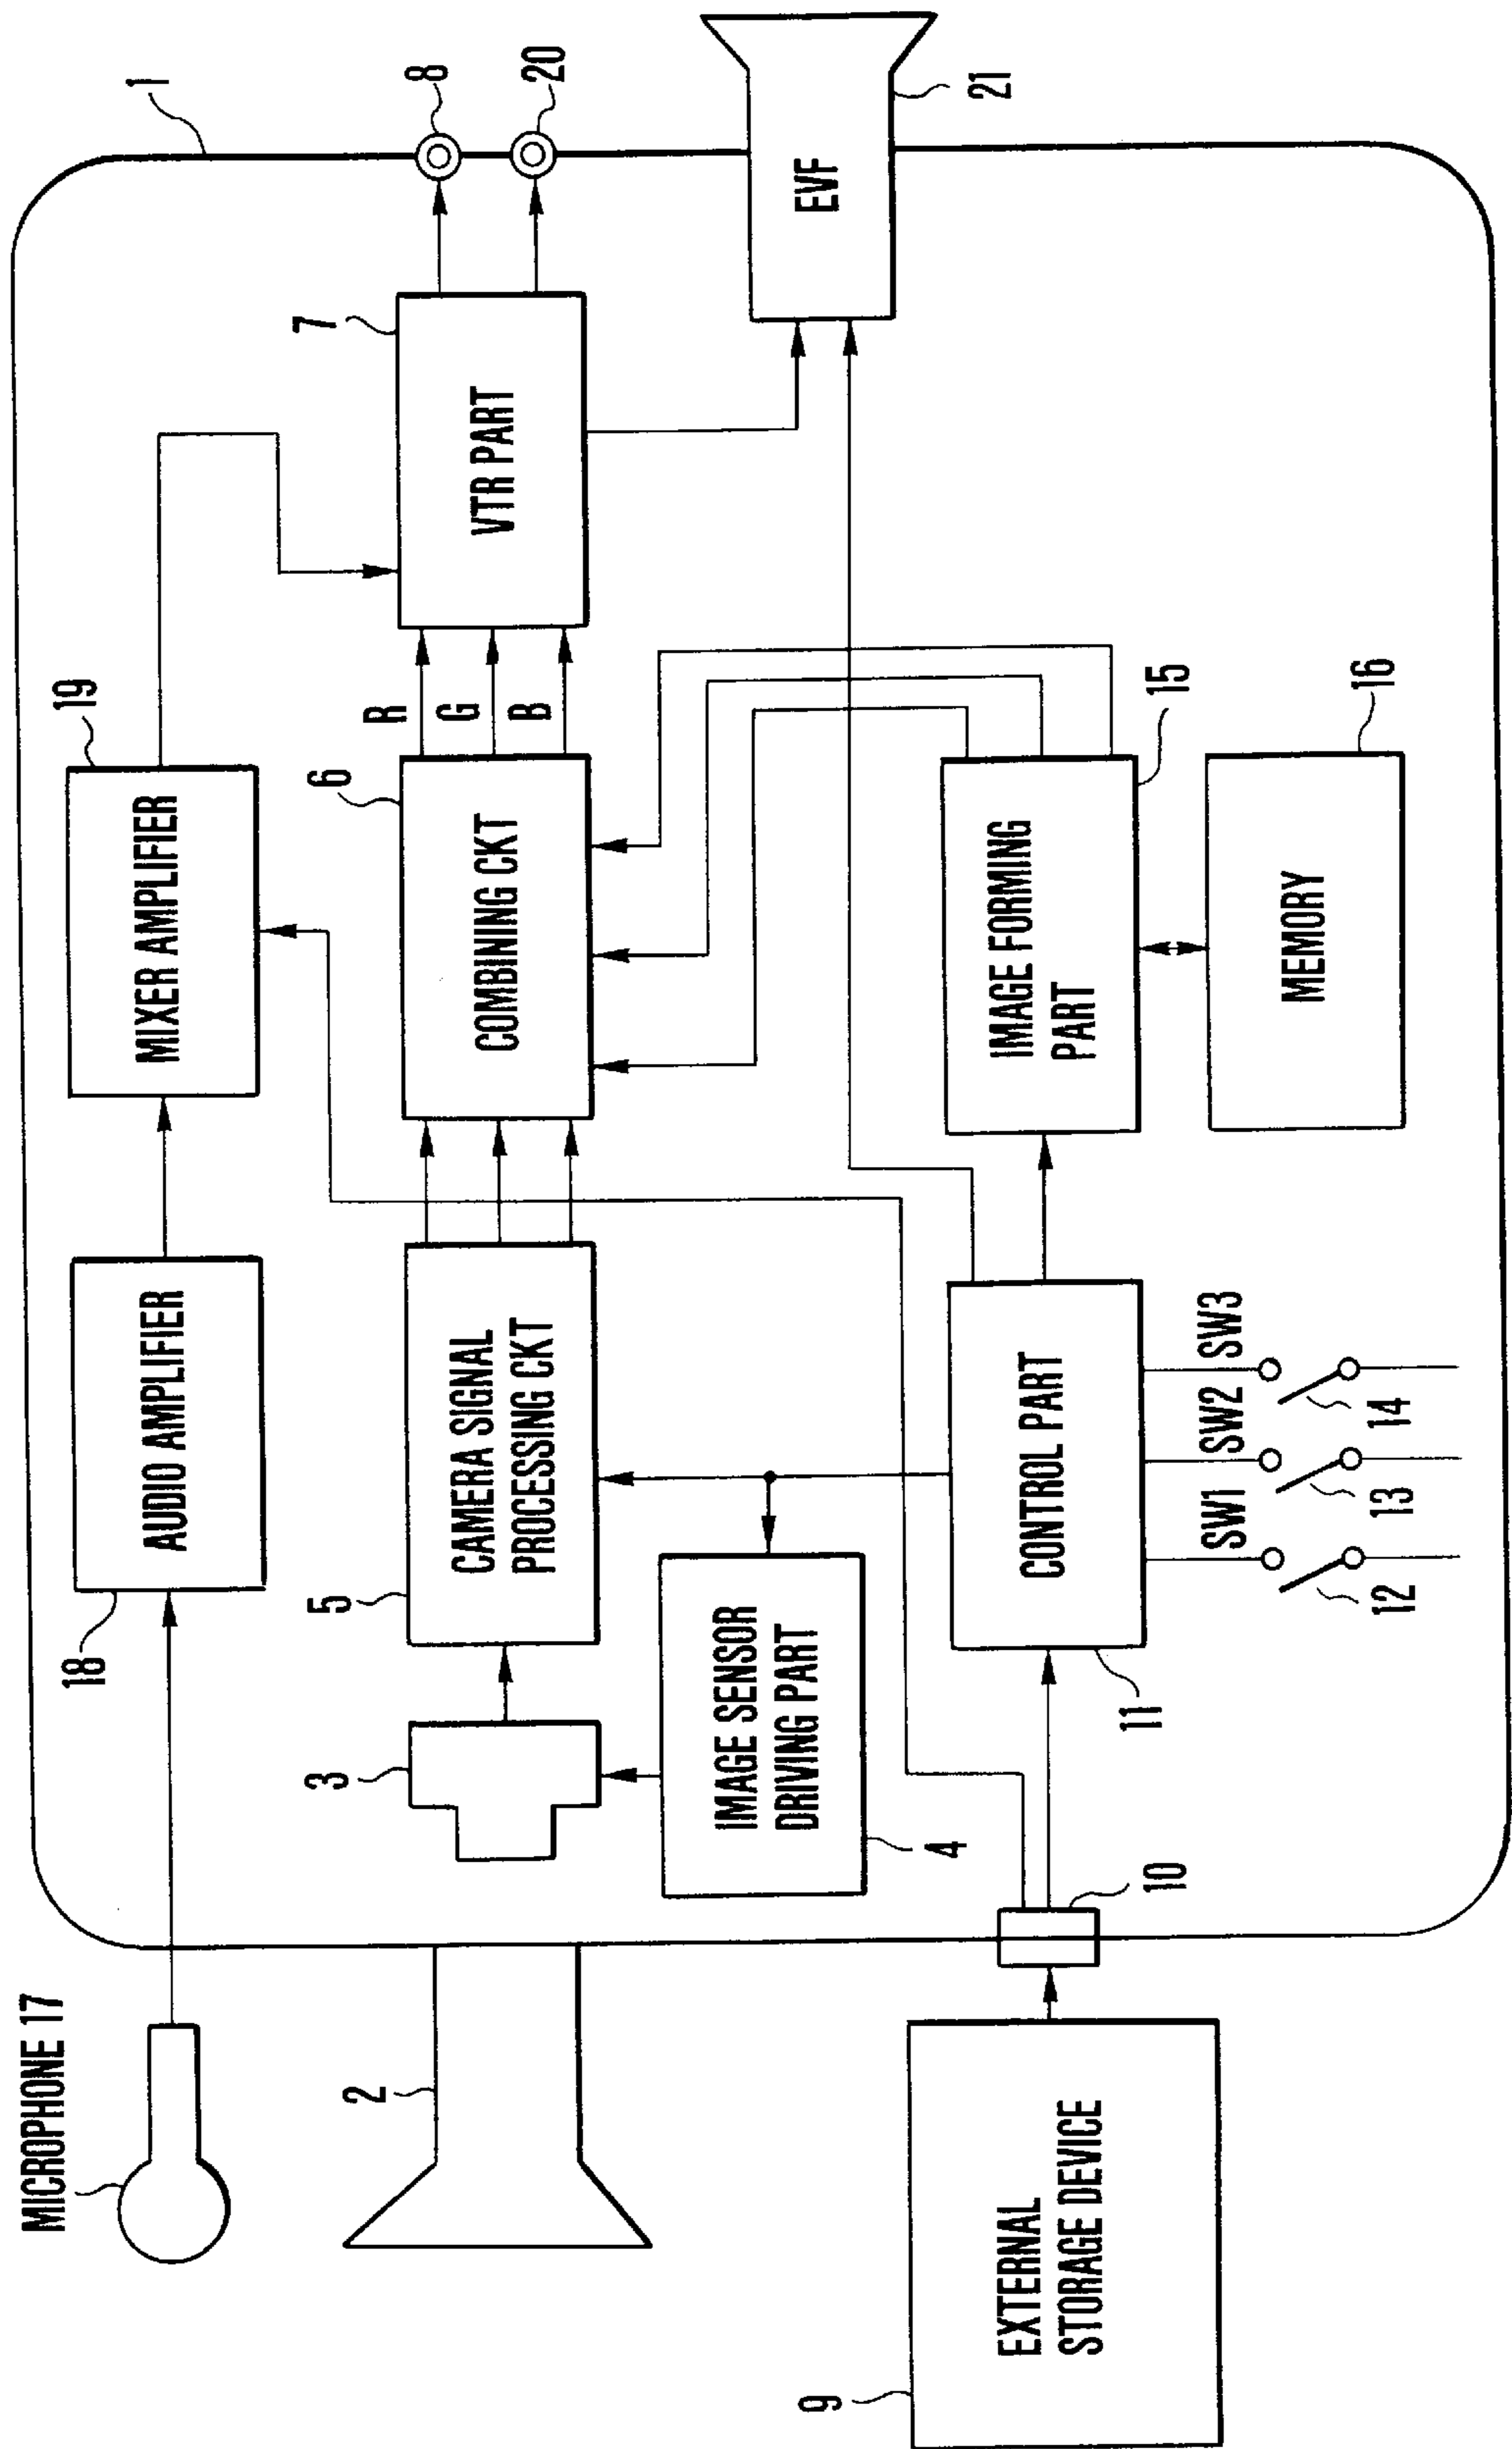 MICROPHONE 17
18
AUDIO AMPLIFIER
19
MIXER AMPLIFIER
1
2
3
5
CAMERA SIGNAL
PROCESSING CKT
6
COMBINING CKT
R
G
B
7
VTR PART
8
20
IMAGE SENSOR
DRIVING PART
4
EVF
21
9
EXTERNAL
STORAGE DEVICE
10
11
CONTROL PART
SW1
SW2
SW3
12
13
14
IMAGE FORMING
PART
15
MEMORY
16